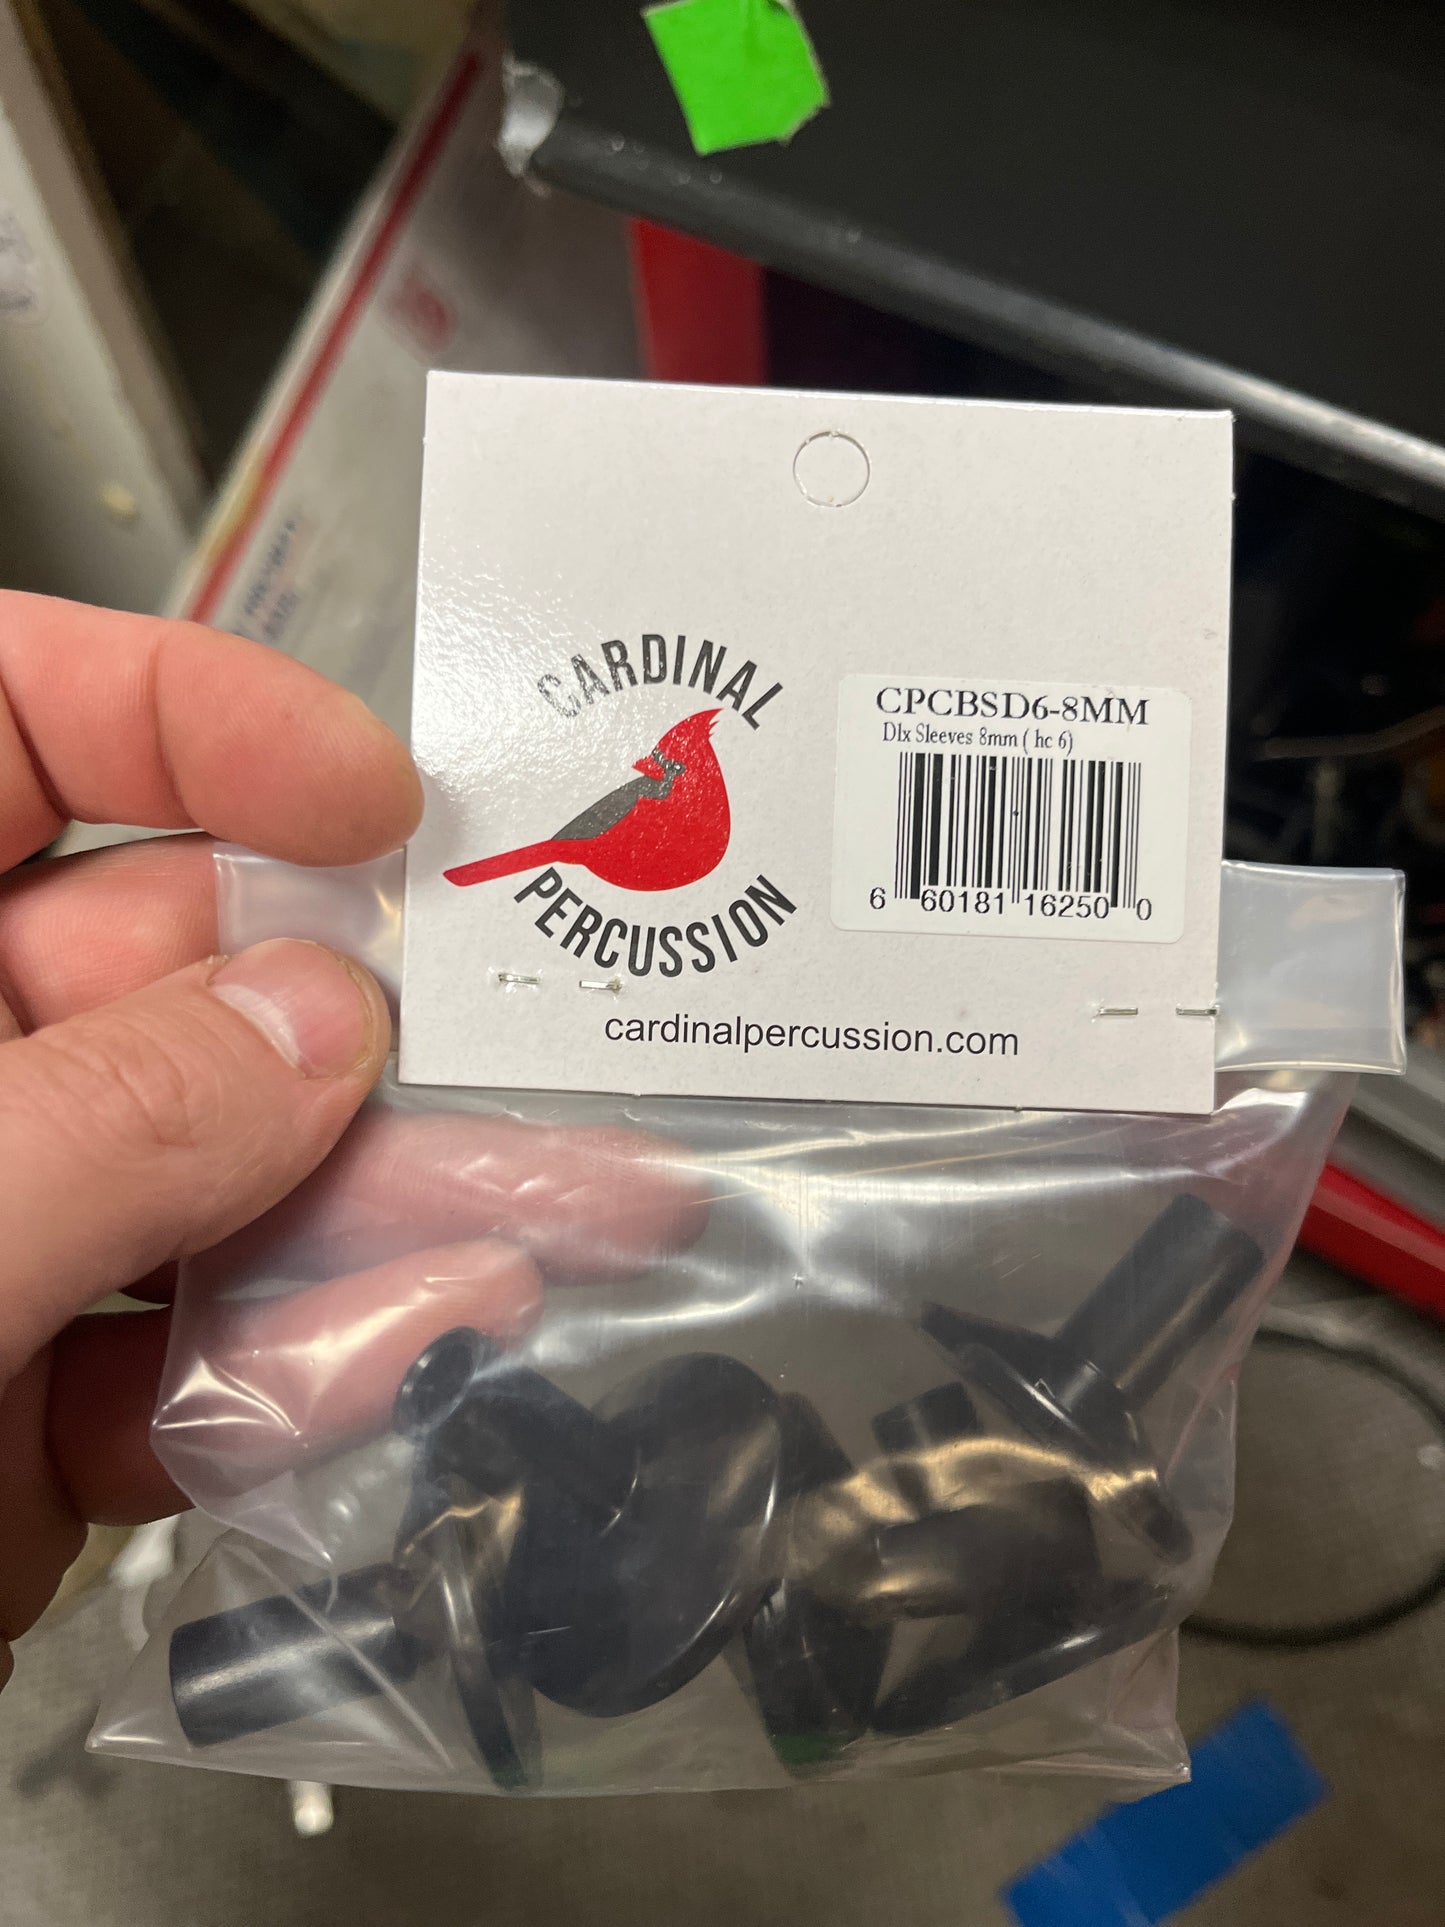 CARDINAL
PERCUSSION
CPCBSD6-8MM
Dlx Sleeves 8mm ( hc 6)
6 60181 16250 0
cardinalpercussion.com